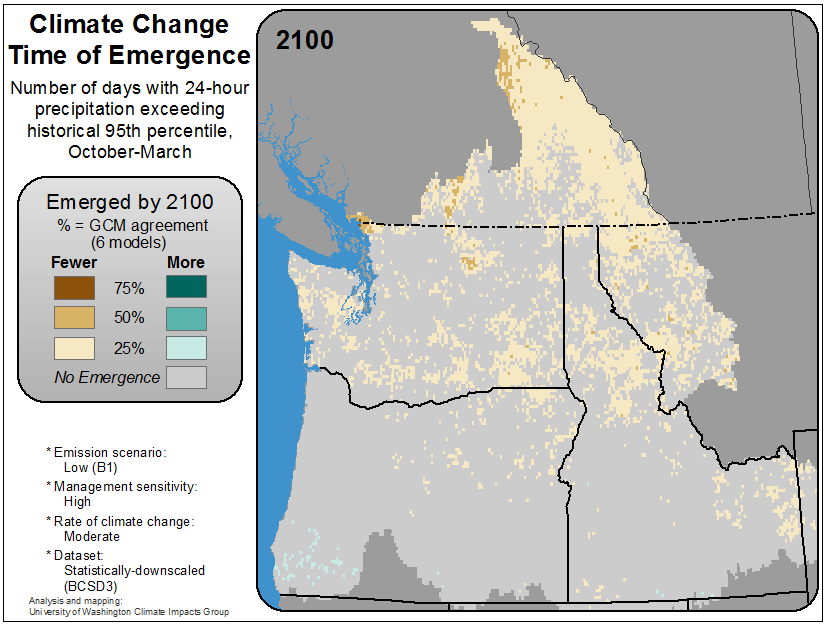 Climate Change
Time of Emergence
Number of days with 24-hour
precipitation exceeding
historical 95th percentile,
October-March
Emerged by 2100
% = GCM agreement
(6 models)
Fewer More
75%
50%
25%
No Emergence
* Emission scenario:
Low (B1)
* Management sensitivity:
High
* Rate of climate change:
Moderate
* Dataset:
Statistically-downscaled
(BCSD3)
Analysis and mapping:
University of Washington Climate Impacts Group
2100